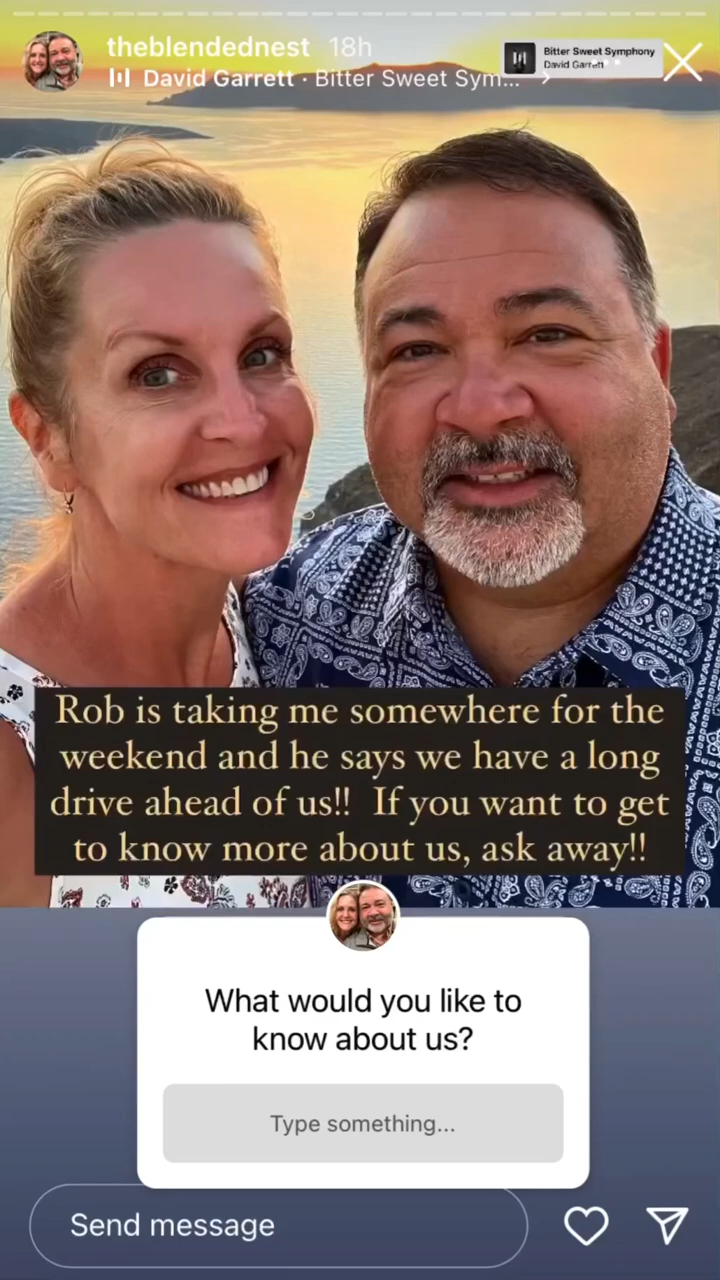 theblendednest 18h
David Garrett · Bitter Sweet Sym...
Bitter Sweet Symphony
David Garrett
Rob is taking me somewhere for the
weekend and he says we have a long
drive ahead of us!! If you want to get
to know more about us, ask away!!
What would you like to
know about us?
Type something...
Send message